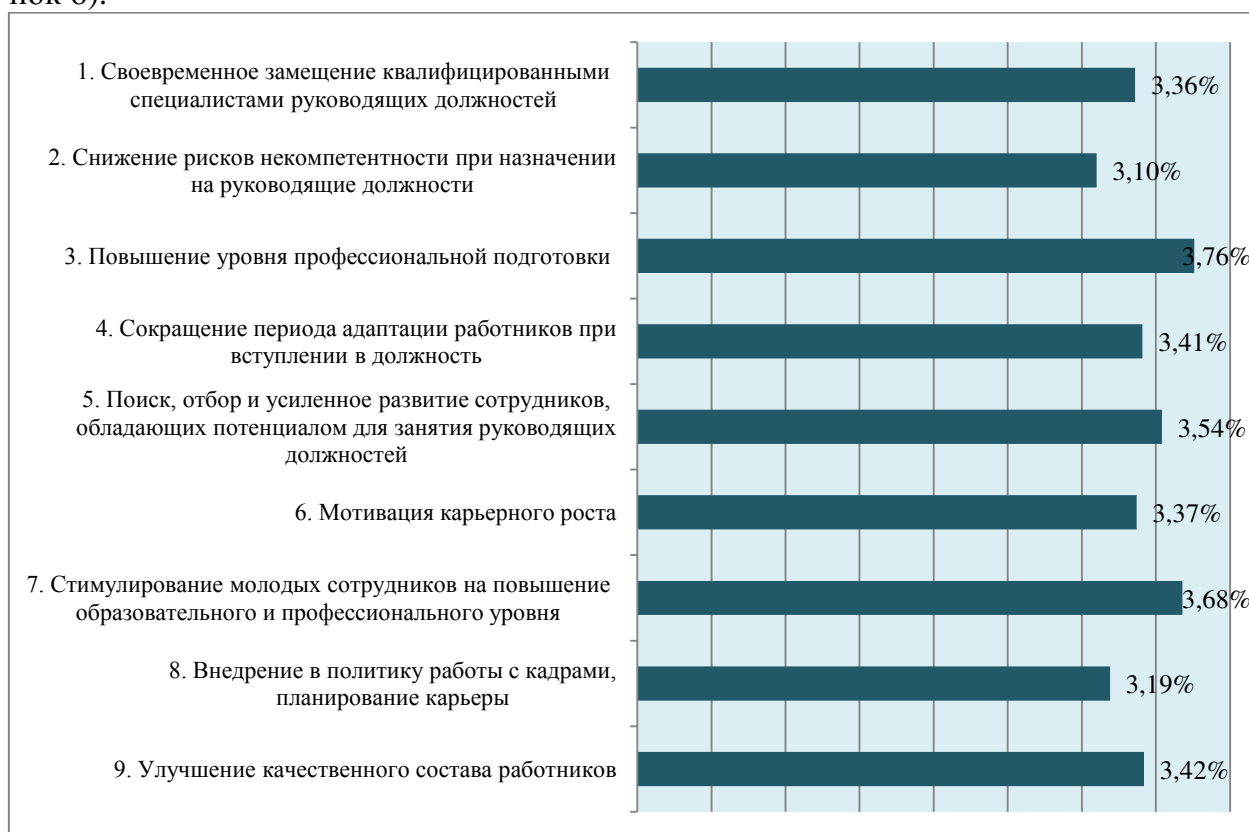 1. Своевременное замещение квалифицированными
специалистами руководящих должностей
3,36%
2. Снижение рисков некомпетентности при назначении
на руководящие должности
3,10%
3. Повышение уровня профессиональной подготовки
3,76%
4. Сокращение периода адаптации работников при
вступлении в должность
3,41%
5. Поиск, отбор и усиленное развитие сотрудников,
обладающих потенциалом для занятия руководящих
должностей
3,54%
6. Мотивация карьерного роста
3,37%
7. Стимулирование молодых сотрудников на повышение
образовательного и профессионального уровня
3,68%
8. Внедрение в политику работы с кадрами,
планирование карьеры
3,19%
9. Улучшение качественного состава работников
3,42%